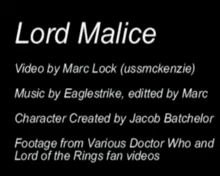 Lord Malice
Video by Marc Lock (ussmckenzie)
Music by Eaglestrike, editted by Marc
Character Created by Jacob Batchelor
Footage from Various Doctor Who and
Lord of the Rings fan videos